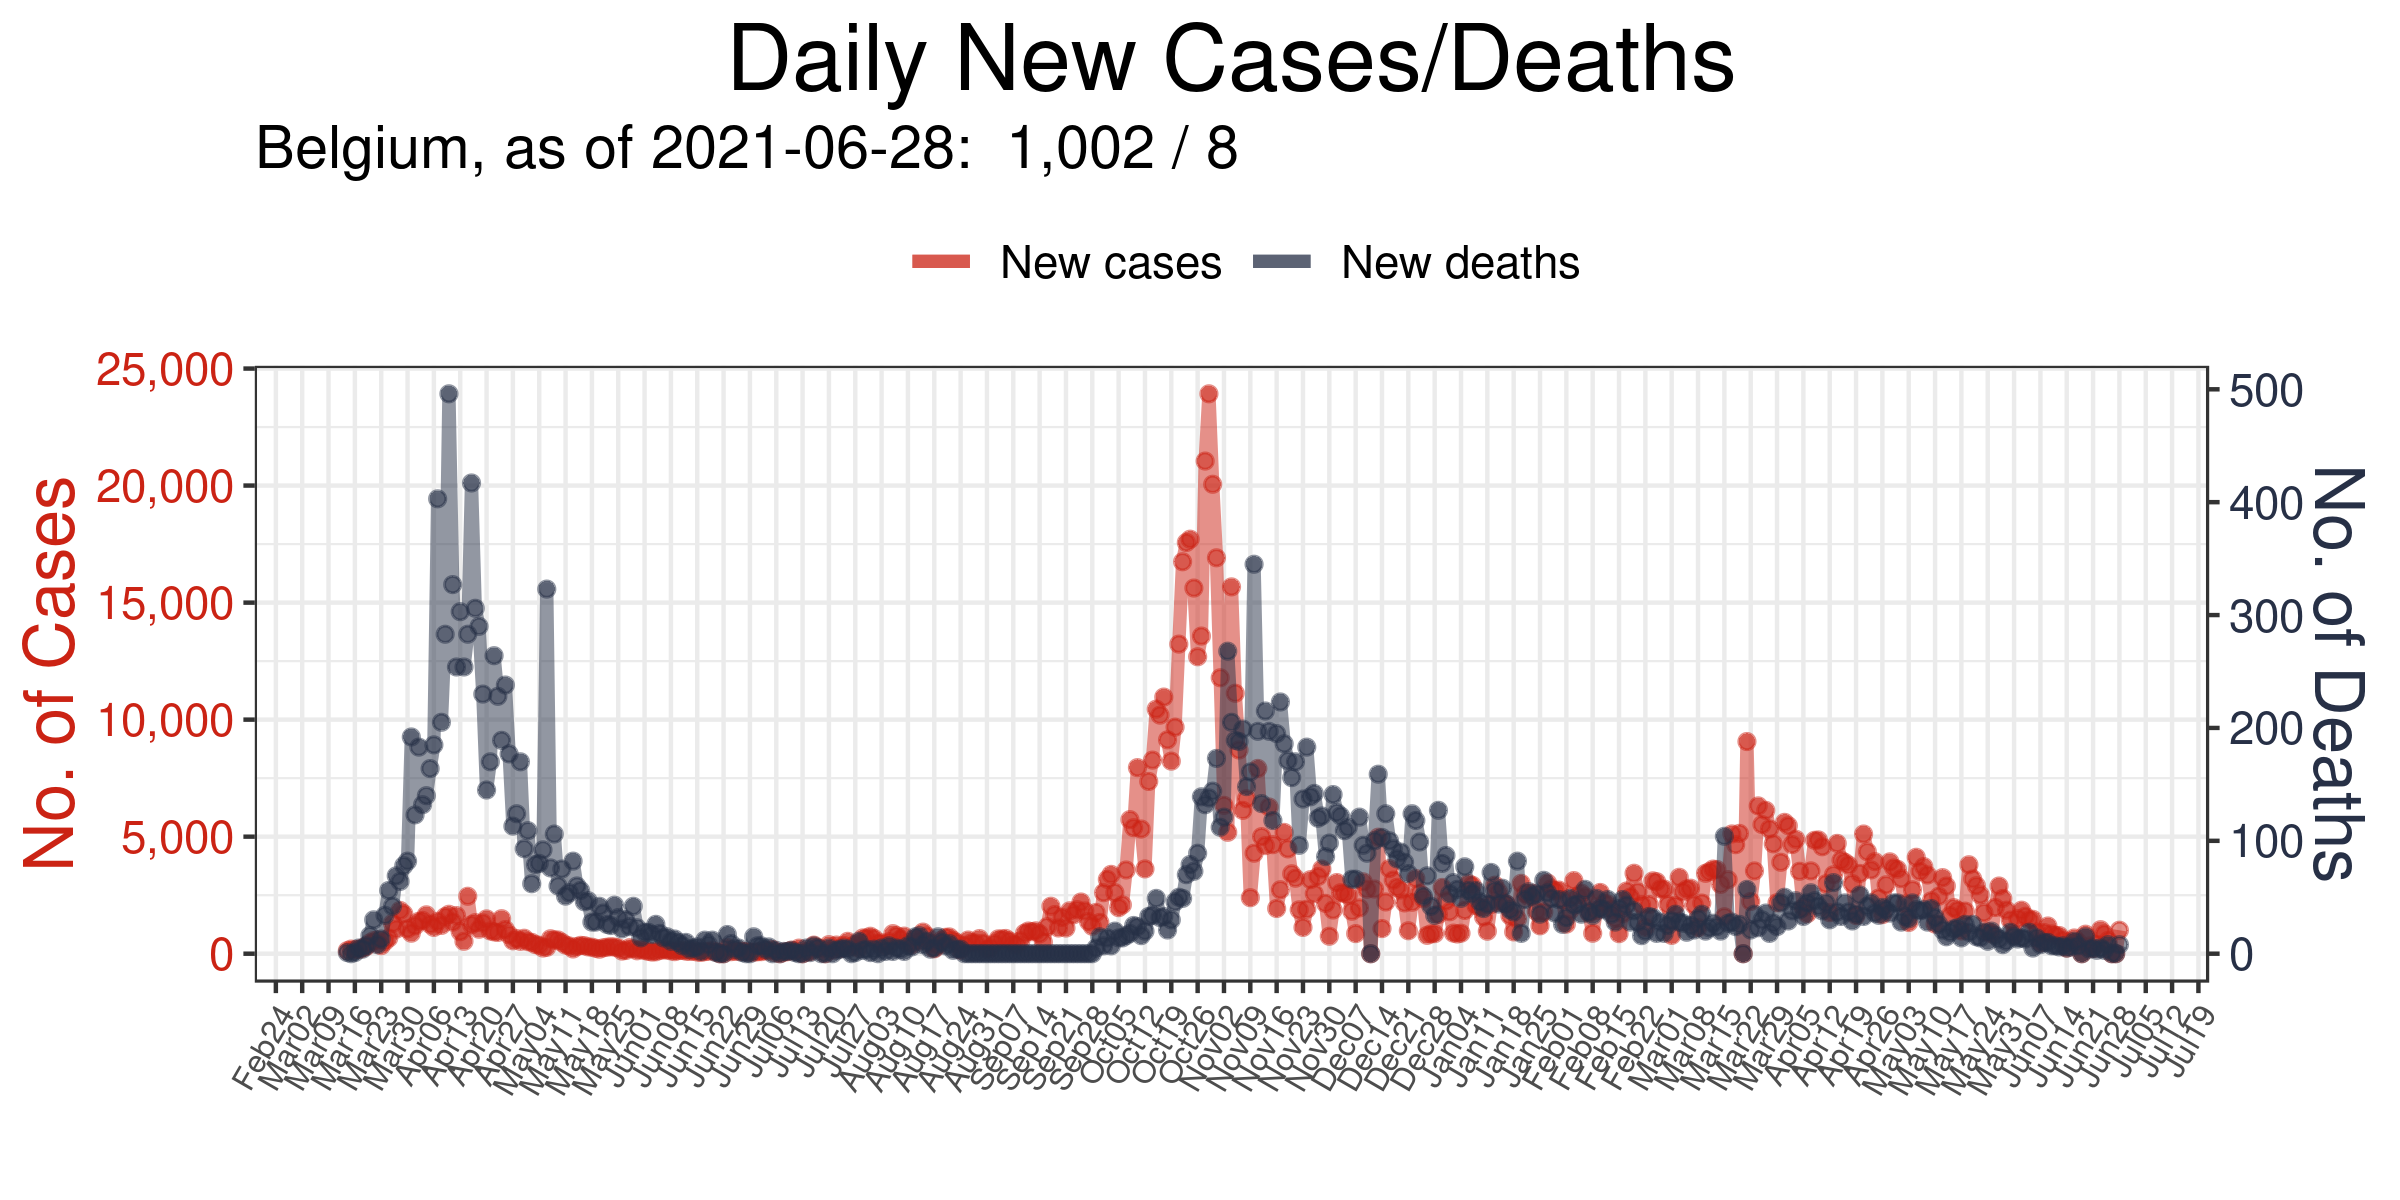 Daily New Cases/Deaths
Belgium, as of 2021-06-28:  1,002 / 8
New cases
New deaths
No. of Cases
25,000
20,000
15,000
10,000
5,000
0
500
400
300
200
100
0
No. of Deaths
Feb24
Mar02
Mar09
Mar16
Mar23
Mar30
Apr06
Apr13
Apr20
Apr27
May04
May11
May18
May25
Jun01
Jun08
Jun15
Jun22
Jun29
Jul06
Jul13
Jul20
Jul27
Aug03
Aug10
Aug17
Aug24
Aug31
Sep07
Sep14
Sep21
Sep28
Oct05
Oct12
Oct19
Oct26
Nov02
Nov09
Nov16
Nov23
Nov30
Dec07
Dec14
Dec21
Dec28
Jan04
Jan11
Jan18
Jan25
Feb01
Feb08
Feb15
Feb22
Mar01
Mar08
Mar15
Mar22
Mar29
Apr05
Apr12
Apr19
Apr26
May03
May10
May17
May24
May31
Jun07
Jun14
Jun21
Jun28
Jul05
Jul12
Jul19